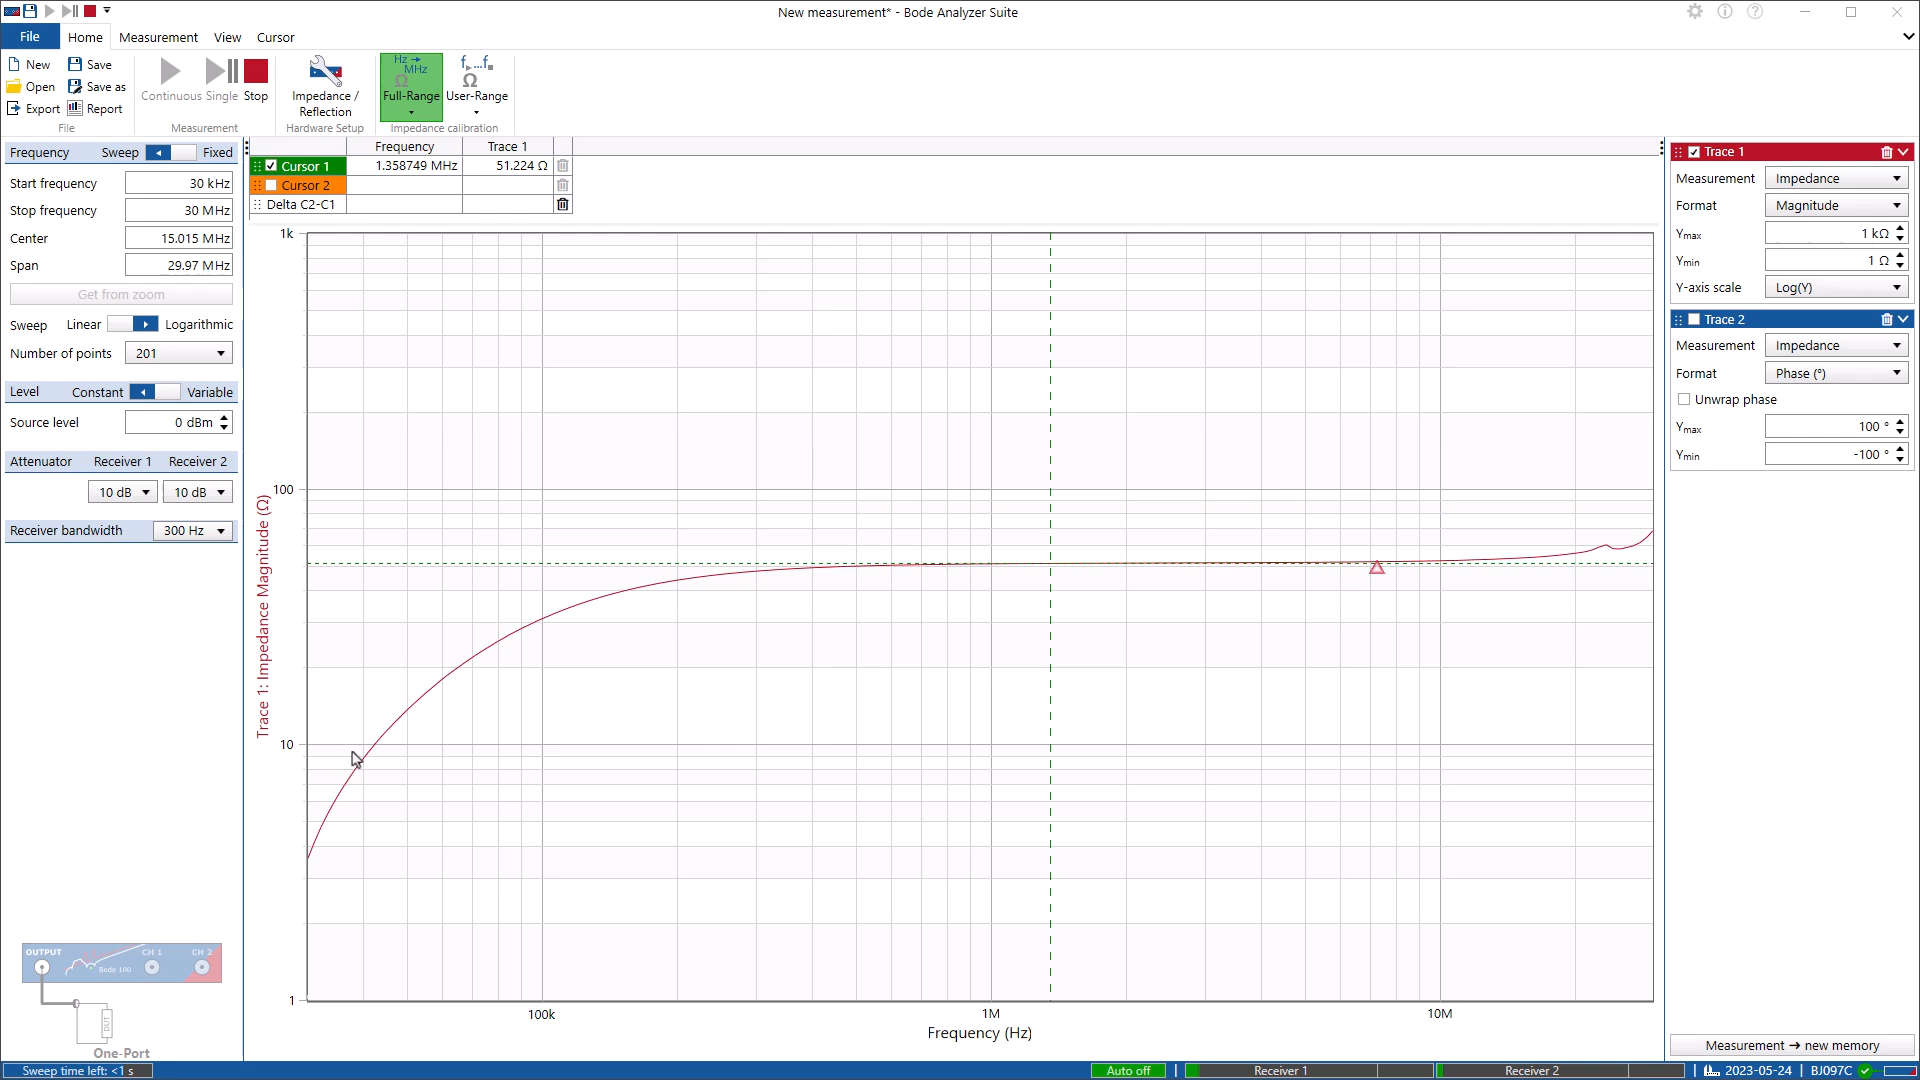 New measurement* - Bode Analyzer Suite
File Home Measurement View Cursor
New Save
Open Save as
Export Report
File
Continuous Single Stop
Measurement
Impedance /
Reflection
Hardware Setup
Hz → MHz
Ω
Full-Range
f...f
Ω
User-Range
Impedance calibration
Frequency Sweep Fixed
Start frequency 30 kHz
Stop frequency 30 MHz
Center 15.015 MHz
Span 29.97 MHz
Get from zoom
Sweep Linear Logarithmic
Number of points 201
Level Constant Variable
Source level 0 dBm
Attenuator Receiver 1 Receiver 2
10 dB 10 dB
Receiver bandwidth 300 Hz
OUTPUT CH 1 CH 2
Bode 100
DUT
One-Port
Frequency Trace 1
Cursor 1 1.358749 MHz 51.224 Ω
Cursor 2
Delta C2-C1
1k
100
10
1
Trace 1: Impedance Magnitude (Ω)
100k 1M 10M
Frequency (Hz)
Trace 1
Measurement Impedance
Format Magnitude
Ymax 1 kΩ
Ymin 1 Ω
Y-axis scale Log(Y)
Trace 2
Measurement Impedance
Format Phase (°)
Unwrap phase
Ymax 100 °
Ymin -100 °
Measurement → new memory
Sweep time left: <1 s Auto off | Receiver 1 Receiver 2 | 2023-05-24 | BJ097C